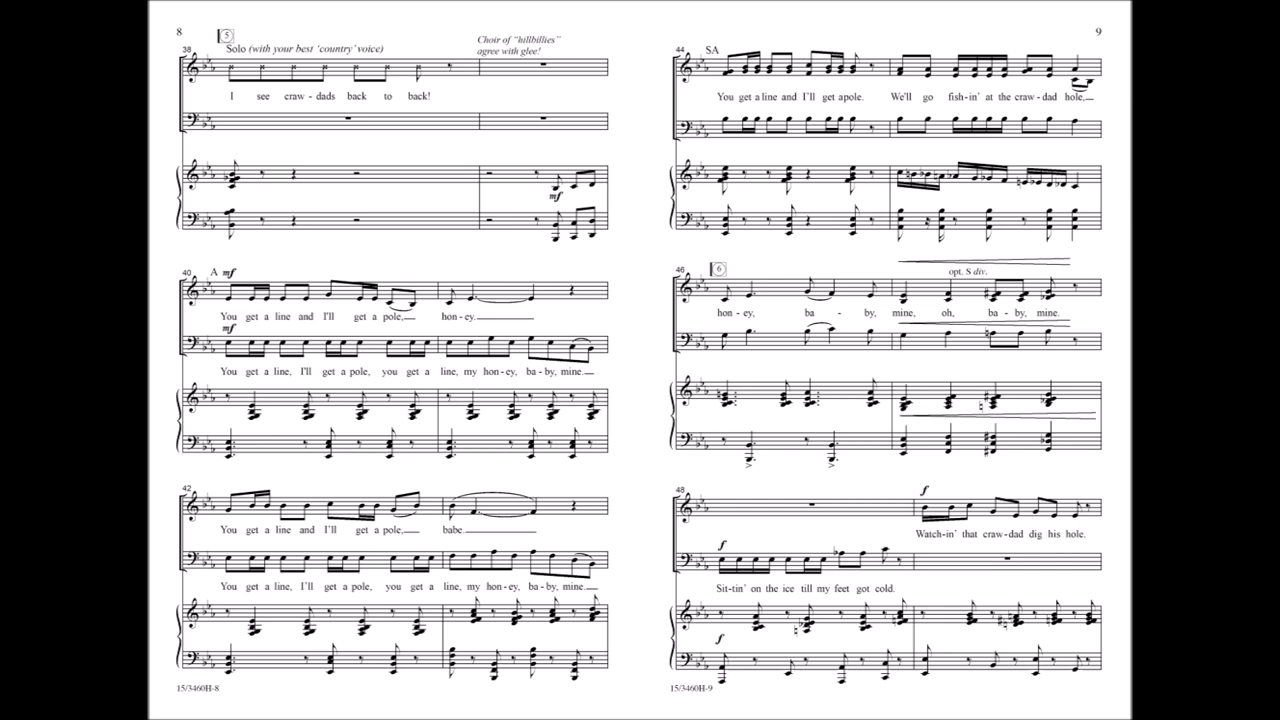 8
5
38
Solo (with your best ‘country’ voice)
Choir of “hillbillies”
agree with glee!
I see craw - dads back to back!
mf
40
A mf
You get a line and I'll get a pole,
hon - ey.
mf
You get a line, I'll get a pole, you get a line, my hon - ey, ba - by, mine.
42
You get a line and I'll get a pole,
babe.
You get a line, I'll get a pole, you get a line, my hon - ey, ba - by, mine.
15/3460H-8
9
44
SA
You get a line and I'll get a pole. We'll go fish-in' at the craw - dad hole,
46
6
opt. S div.
hon - ey, ba - by, mine, oh, ba - by, mine.
48
f
Watch-in' that craw-dad dig his hole.
f
Sit-tin' on the ice till my feet got cold.
f
15/3460H-9